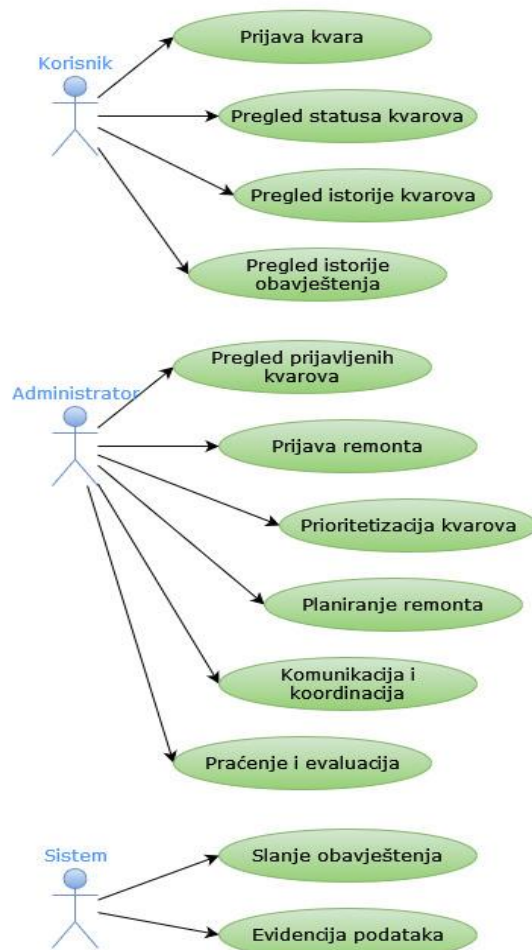 Korisnik
Prijava kvara
Pregled statusa kvarova
Pregled istorije kvarova
Pregled istorije
obavještenja
Administrator
Pregled prijavljenih
kvarova
Prijava remonta
Prioritetizacija kvarova
Planiranje remonta
Komunikacija i
koordinacija
Praćenje i evaluacija
Sistem
Slanje obavještenja
Evidencija podataka